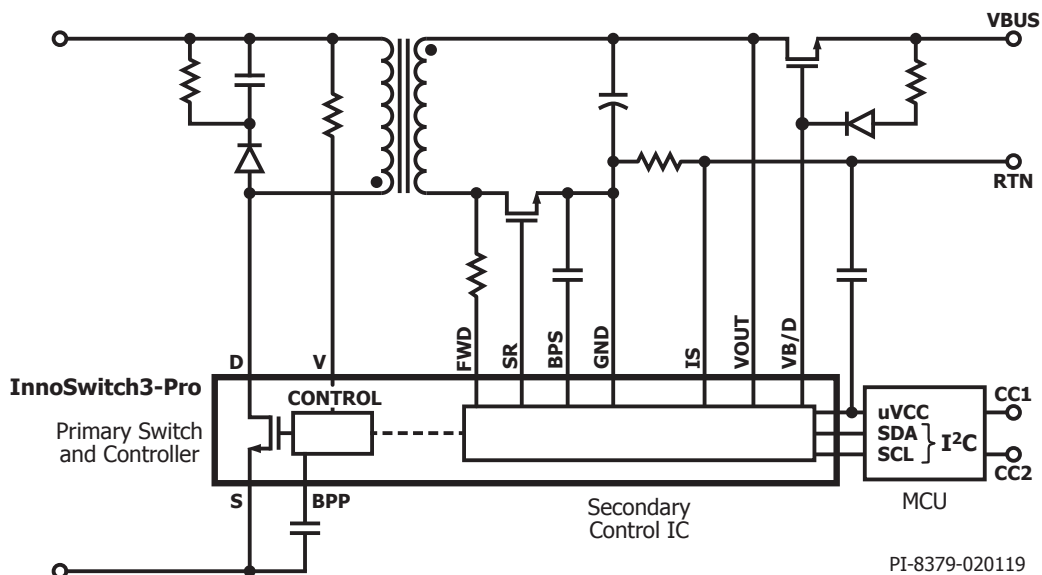 VBUS
RTN
FWD
SR
BPS
GND
IS
VOUT
VB/D
D
V
InnoSwitch3-Pro
CONTROL
Primary Switch
and Controller
uVCC
SDA
SCL
I²C
CC1
CC2
S
BPP
Secondary
Control IC
MCU
PI-8379-020119